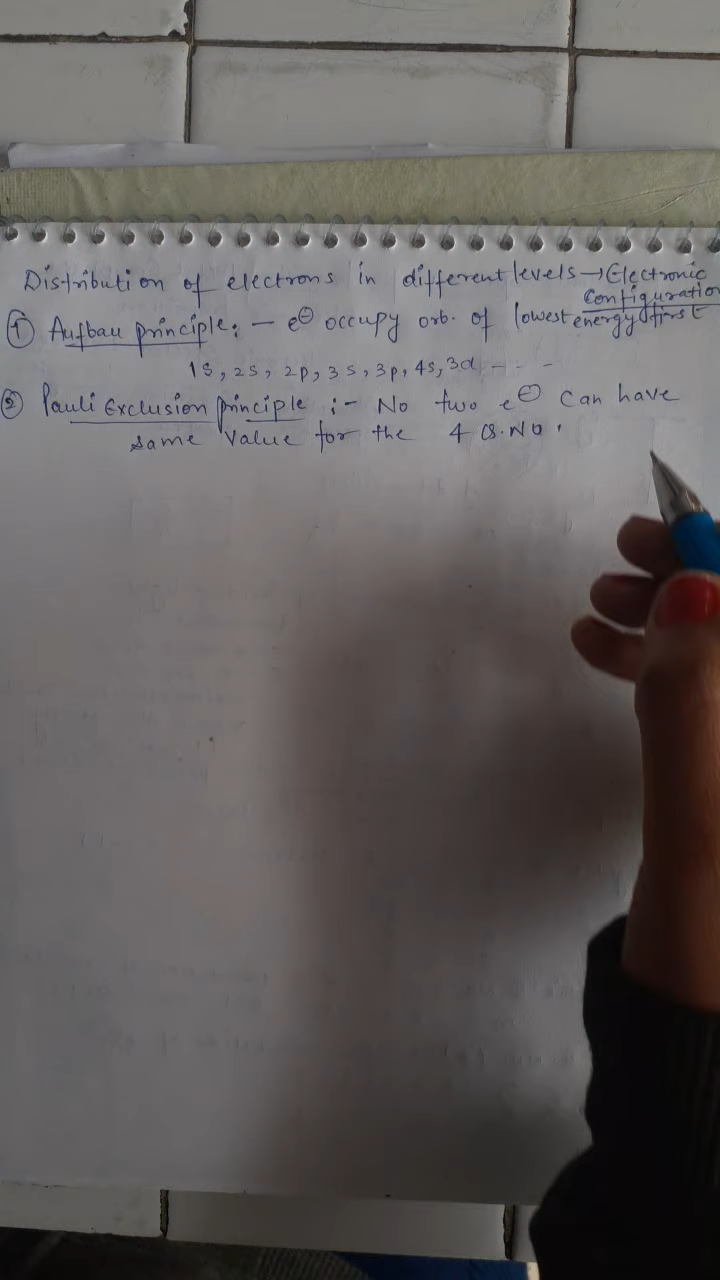 Distribution of electrons in different levels → Electronic
Configuration
① Aufbau principle: - e⊖ occupy orb. of lowest energy first
1s, 2s, 2p, 3s, 3p, 4s, 3d - - -
② Pauli Exclusion principle :- No two e⊖ can have
same value for the 4 Q.No.